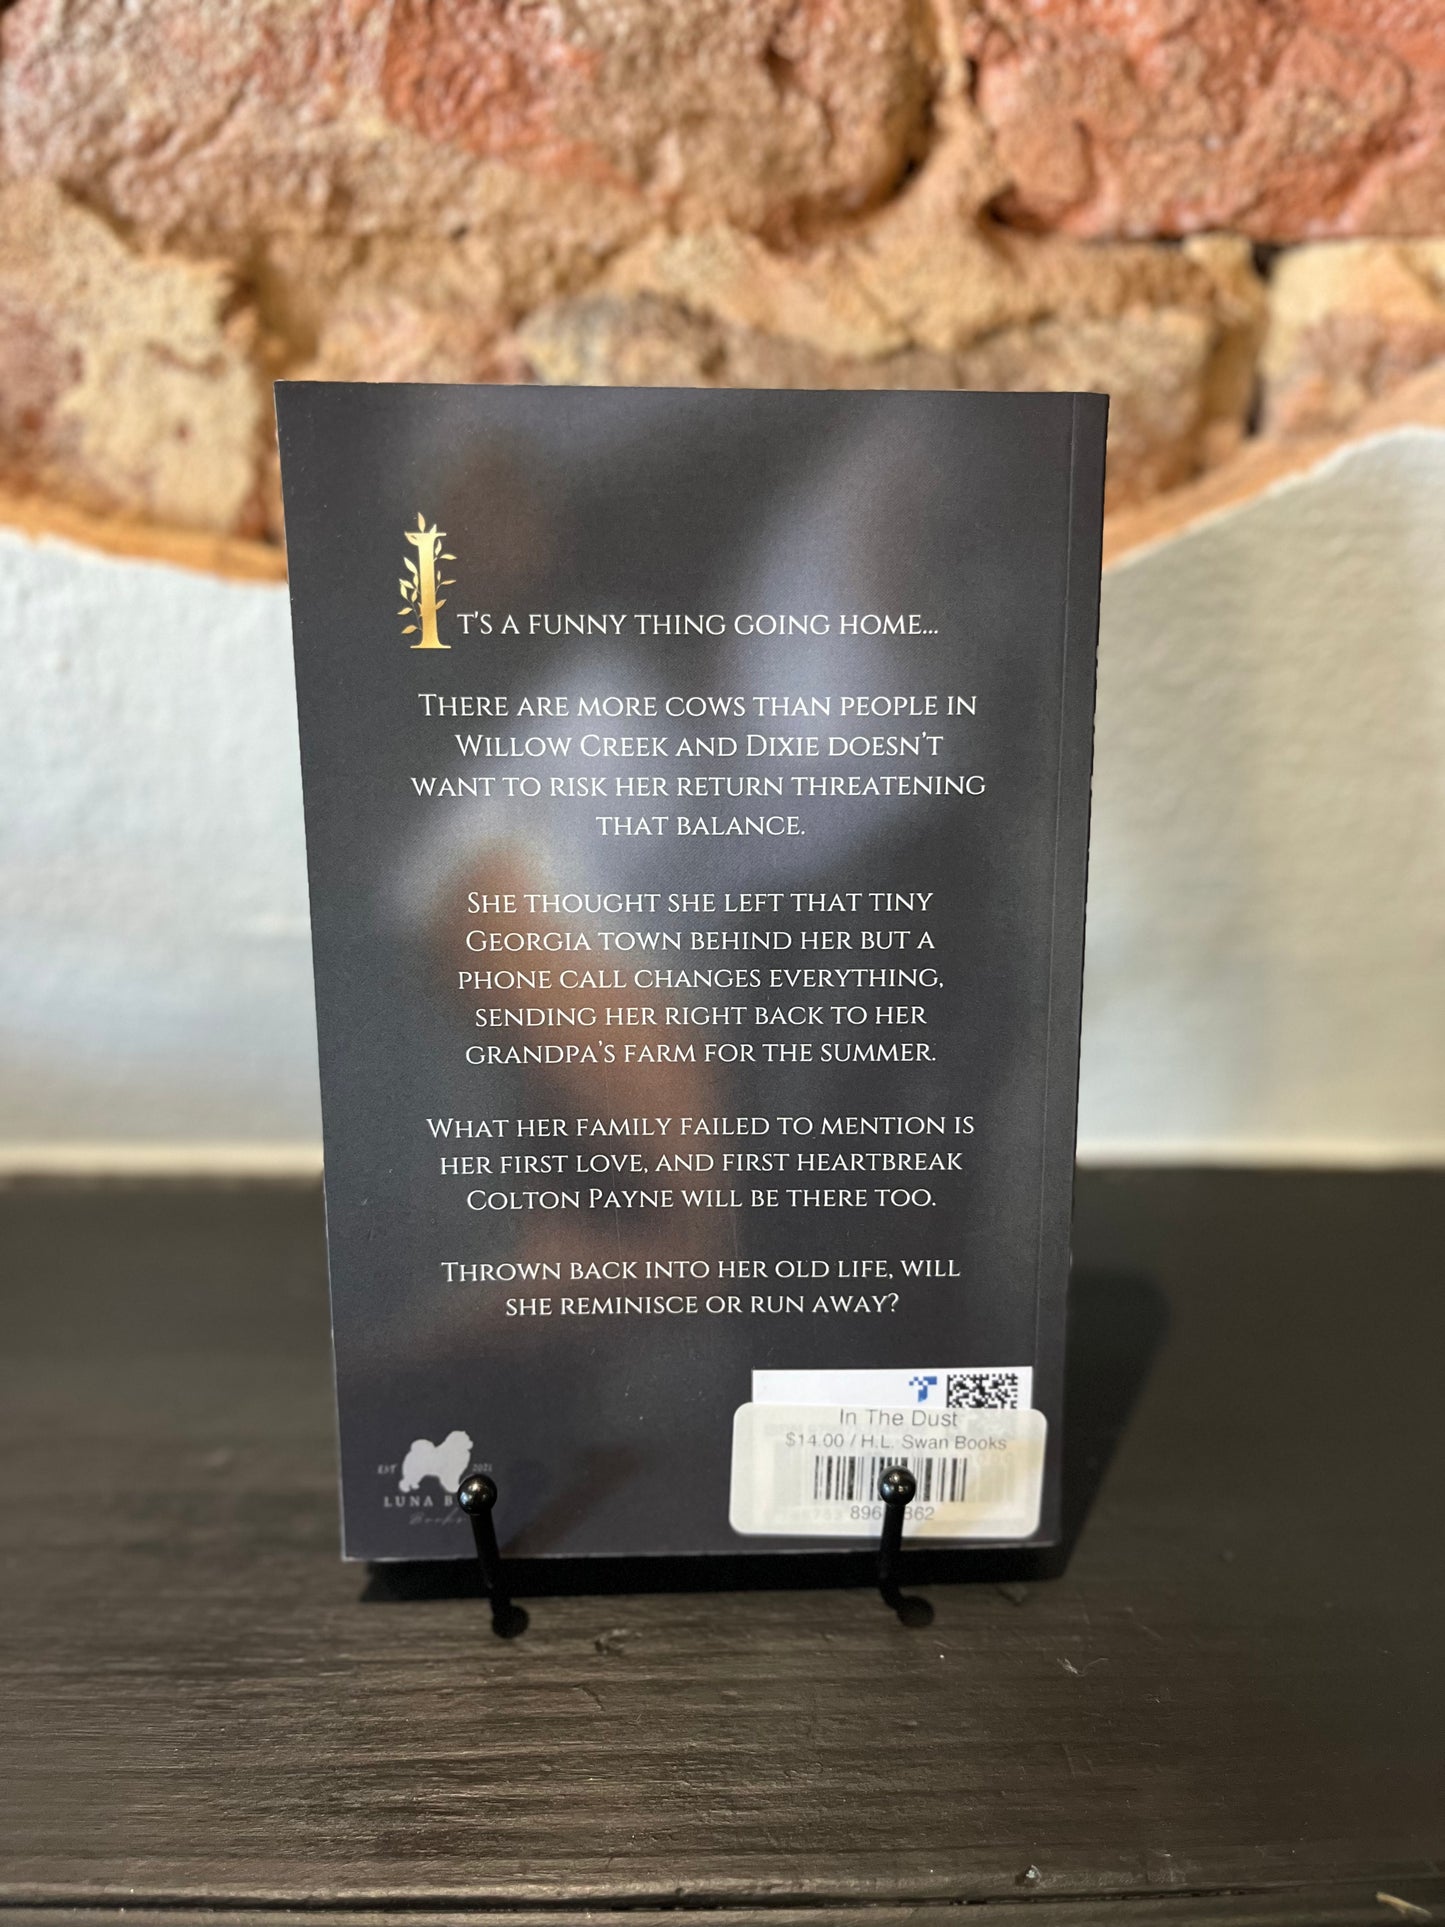 IT'S A FUNNY THING GOING HOME...
THERE ARE MORE COWS THAN PEOPLE IN
WILLOW CREEK AND DIXIE DOESN'T
WANT TO RISK HER RETURN THREATENING
THAT BALANCE.
SHE THOUGHT SHE LEFT THAT TINY
GEORGIA TOWN BEHIND HER BUT A
PHONE CALL CHANGES EVERYTHING,
SENDING HER RIGHT BACK TO HER
GRANDPA'S FARM FOR THE SUMMER.
WHAT HER FAMILY FAILED TO MENTION IS
HER FIRST LOVE, AND FIRST HEARTBREAK
COLTON PAYNE WILL BE THERE TOO.
THROWN BACK INTO HER OLD LIFE, WILL
SHE REMINISCE OR RUN AWAY?
In The Dust
$14.00 / H.L. Swan Books
EST 2021
LUNA
Books